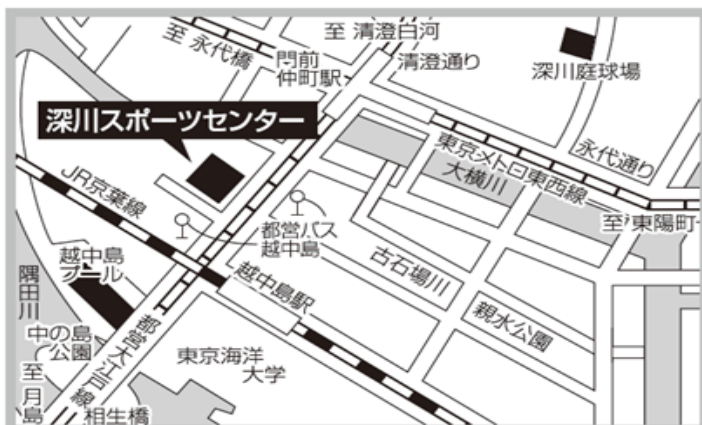 至 清澄白河
至 永代橋
門前
仲町駅
清澄通り
深川庭球場
深川スポーツセンター
永代通り
東京メトロ東西線
大横川
JR京葉線
至 東陽町
都営バス
越中島
越中島
プール
古石場川
親水公園
越中島駅
隅田川
中の島
公園
都営大江戸線
東京海洋
大学
至 月島
相生橋